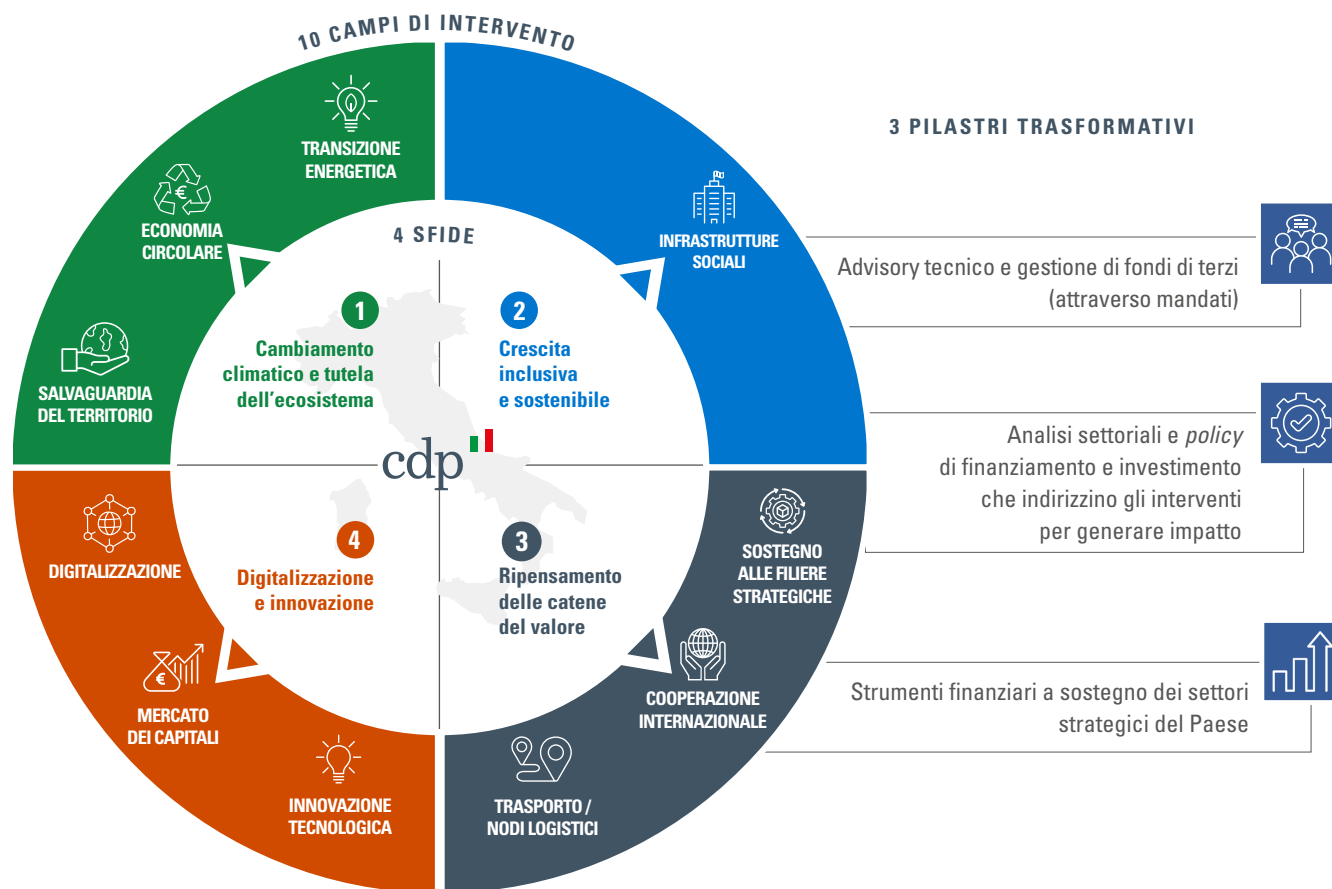 10 CAMPI DI INTERVENTO
TRANSIZIONE
ENERGETICA
ECONOMIA
CIRCOLARE
SALVAGUARDIA
DEL TERRITORIO
INFRASTRUTTURE
SOCIALI
4 SFIDE
1
Cambiamento
climatico e tutela
dell'ecosistema
2
Crescita
inclusiva
e sostenibile
cdp
4
Digitalizzazione
e innovazione
3
Ripensamento
delle catene
del valore
DIGITALIZZAZIONE
€
MERCATO
DEI CAPITALI
INNOVAZIONE
TECNOLOGICA
SOSTEGNO
ALLE FILIERE
STRATEGICHE
COOPERAZIONE
INTERNAZIONALE
TRASPORTO /
NODI LOGISTICI
€
3 PILASTRI TRASFORMATIVI
Advisory tecnico e gestione di fondi di terzi
(attraverso mandati)
Analisi settoriali e policy
di finanziamento e investimento
che indirizzino gli interventi
per generare impatto
Strumenti finanziari a sostegno dei settori
strategici del Paese